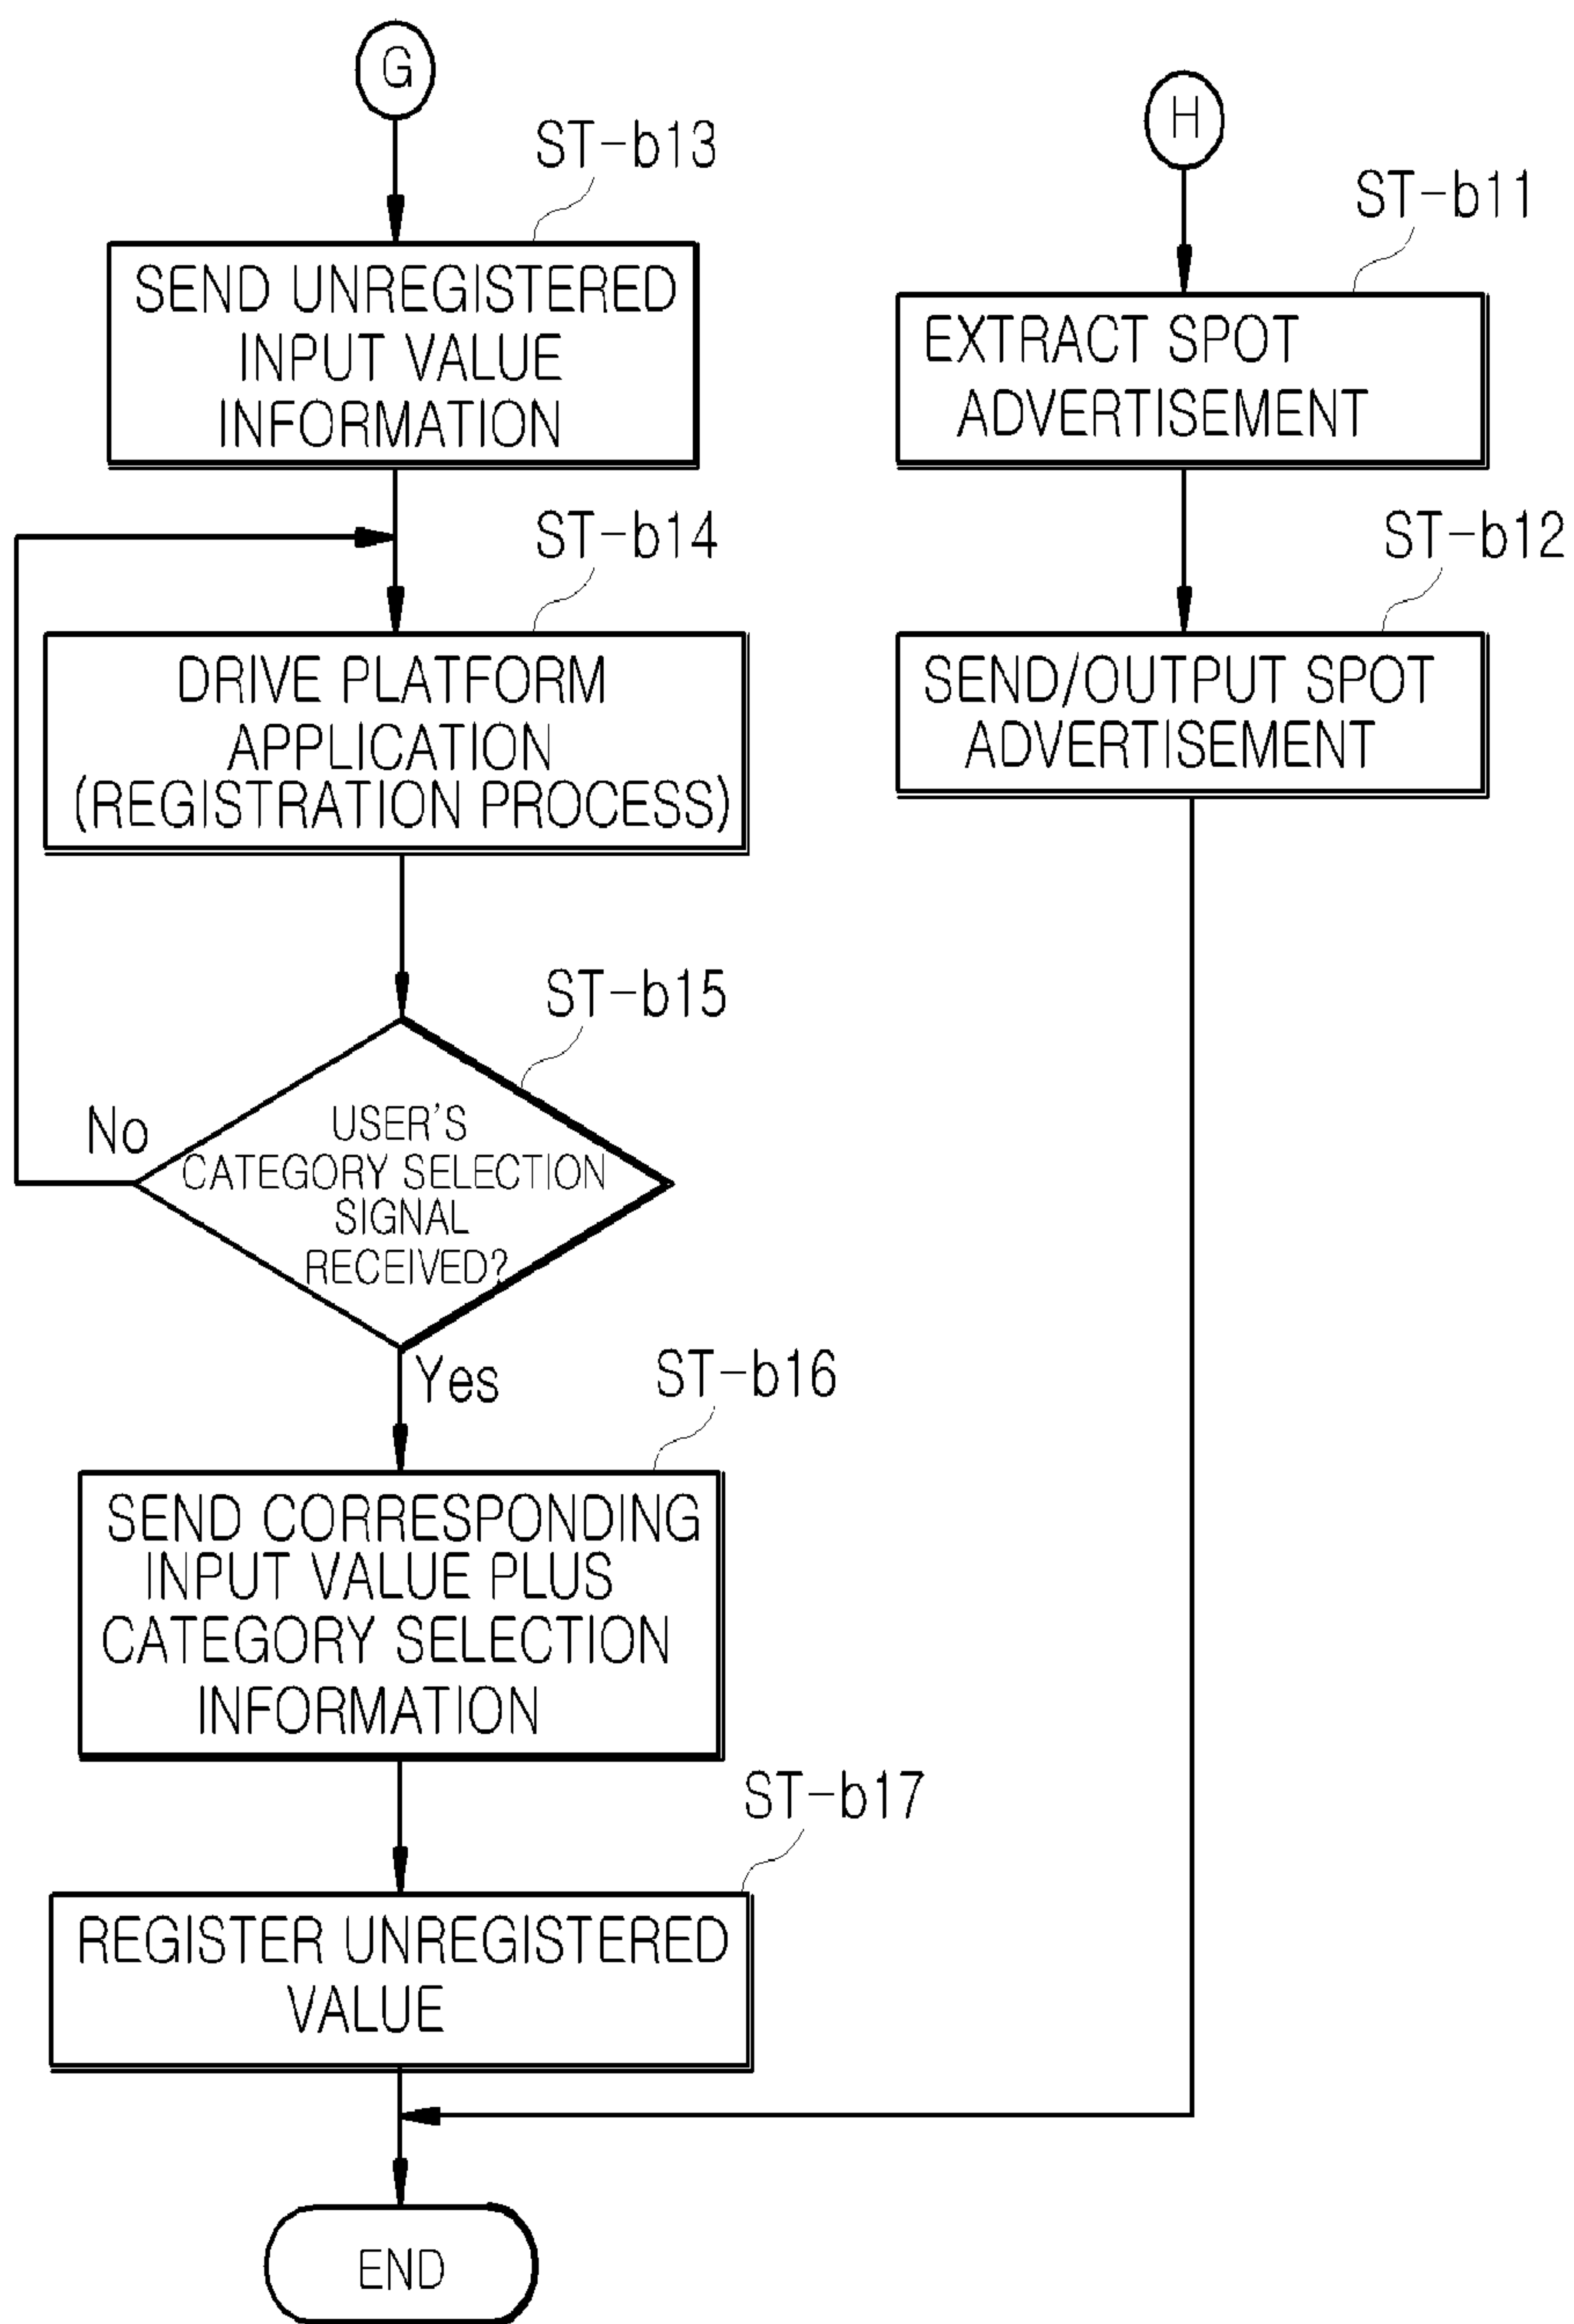 G
ST-b13
SEND UNREGISTERED
INPUT VALUE
INFORMATION
ST-b14
DRIVE PLATFORM
APPLICATION
(REGISTRATION PROCESS)
ST-b15
USER'S
CATEGORY SELECTION
SIGNAL
RECEIVED?
No
Yes
ST-b16
SEND CORRESPONDING
INPUT VALUE PLUS
CATEGORY SELECTION
INFORMATION
ST-b17
REGISTER UNREGISTERED
VALUE
END
H
ST-b11
EXTRACT SPOT
ADVERTISEMENT
ST-b12
SEND/OUTPUT SPOT
ADVERTISEMENT